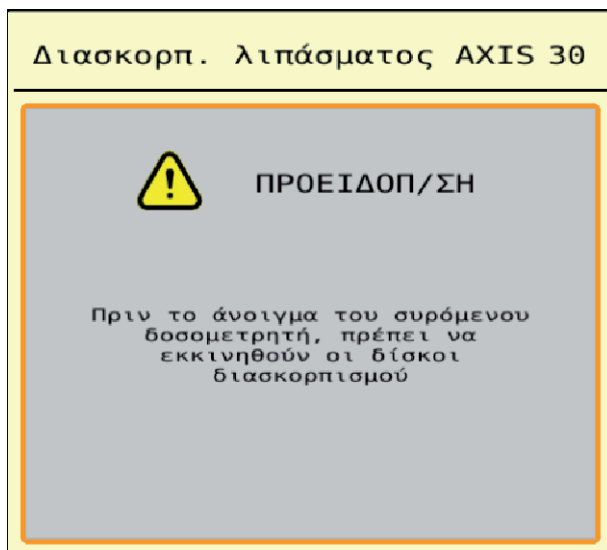 Διασκορπ. λιπάσματος AXIS 30
ΠΡΟΕΙΔΟΠ/ΣΗ
Πριν το άνοιγμα του συρόμενου
δοσομετρητή, πρέπει να
εκκινηθούν οι δίσκοι
διασκορπισμού